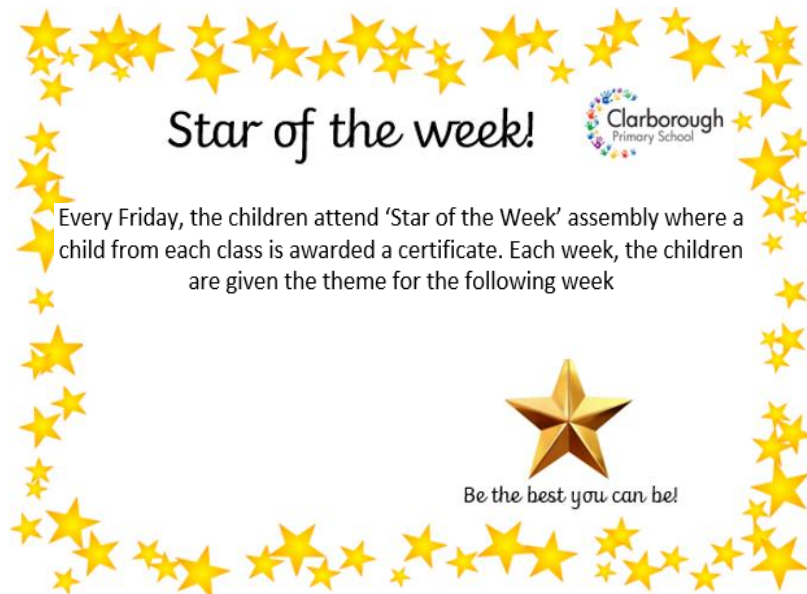 Star of the week!
Clarborough
Primary School
Every Friday, the children attend ‘Star of the Week’ assembly where a
child from each class is awarded a certificate. Each week, the children
are given the theme for the following week
Be the best you can be!